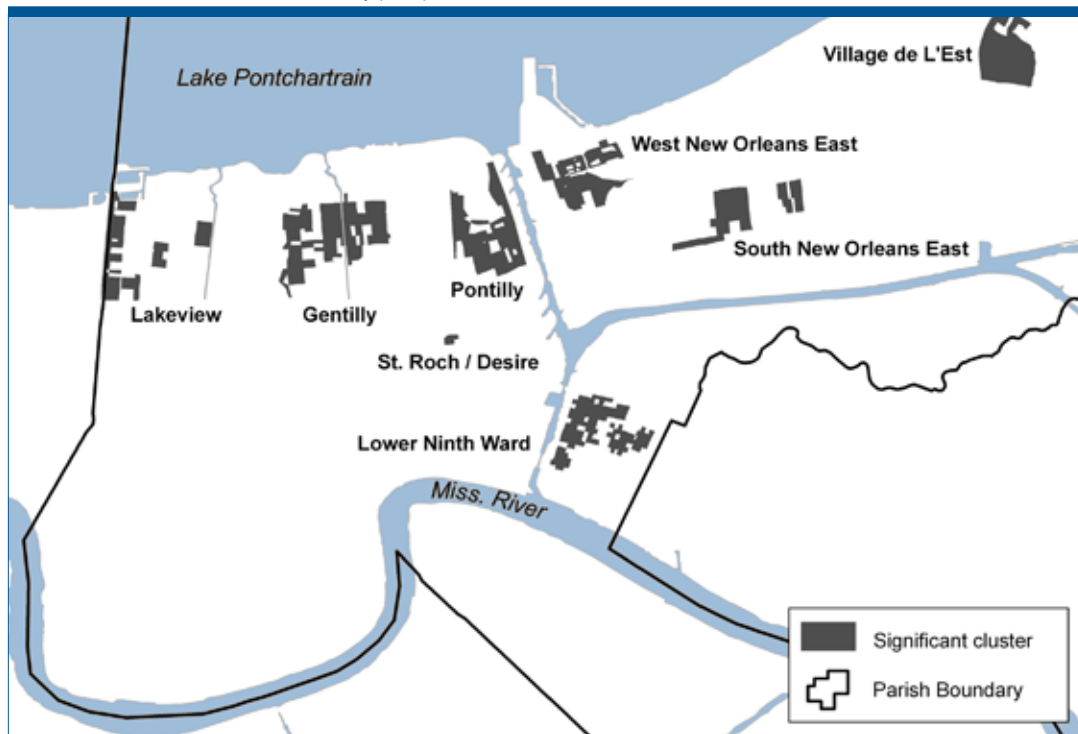 Village de L'Est
Lake Pontchartrain
West New Orleans East
South New Orleans East
Pontilly
Lakeview
Gentilly
St. Roch / Desire
Lower Ninth Ward
Miss. River
Significant cluster
Parish Boundary